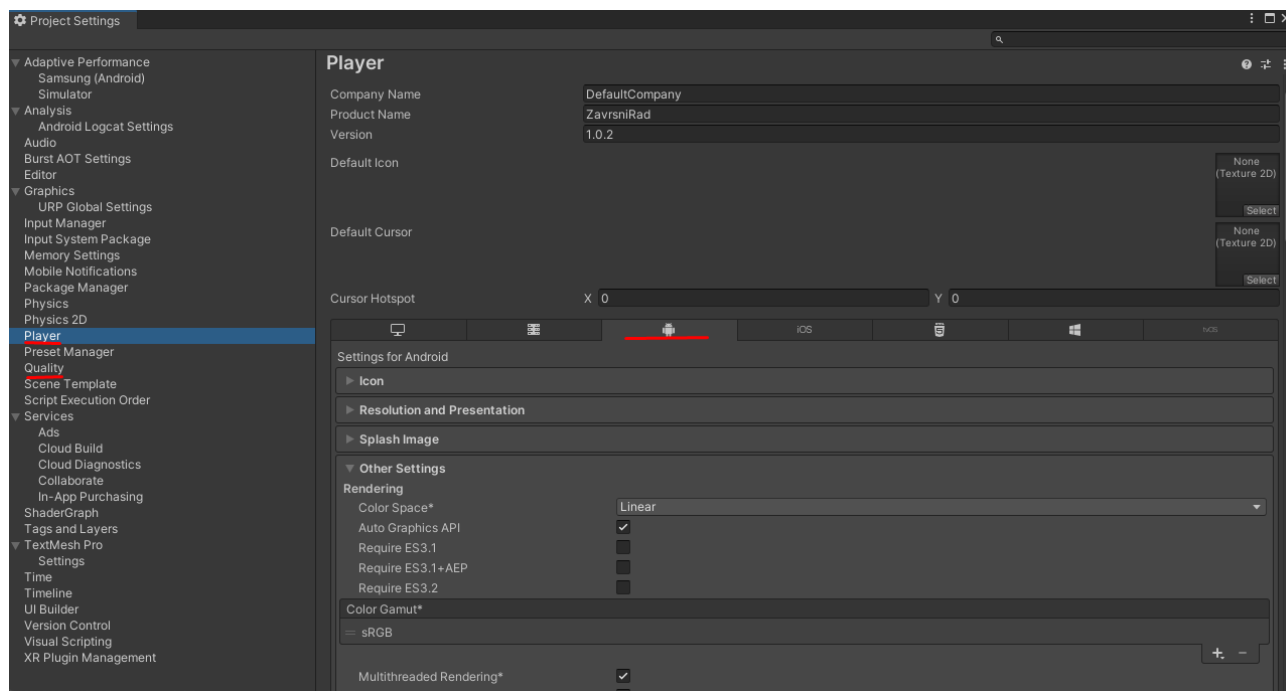 Project Settings
Adaptive Performance
Samsung (Android)
Simulator
Analysis
Android Logcat Settings
Audio
Burst AOT Settings
Editor
Graphics
URP Global Settings
Input Manager
Input System Package
Memory Settings
Mobile Notifications
Package Manager
Physics
Physics 2D
Player
Preset Manager
Quality
Scene Template
Script Execution Order
Services
Ads
Cloud Build
Cloud Diagnostics
Collaborate
In-App Purchasing
ShaderGraph
Tags and Layers
TextMesh Pro
Settings
Time
Timeline
UI Builder
Version Control
Visual Scripting
XR Plugin Management
Player
Company Name DefaultCompany
Product Name ZavrsniRad
Version 1.0.2
Default Icon
None
(Texture 2D)
Select
Default Cursor
None
(Texture 2D)
Select
Cursor Hotspot X 0 Y 0
iOS tvOS
Settings for Android
Icon
Resolution and Presentation
Splash Image
Other Settings
Rendering
Color Space* Linear
Auto Graphics API
Require ES3.1
Require ES3.1+AEP
Require ES3.2
Color Gamut*
sRGB
Multithreaded Rendering*